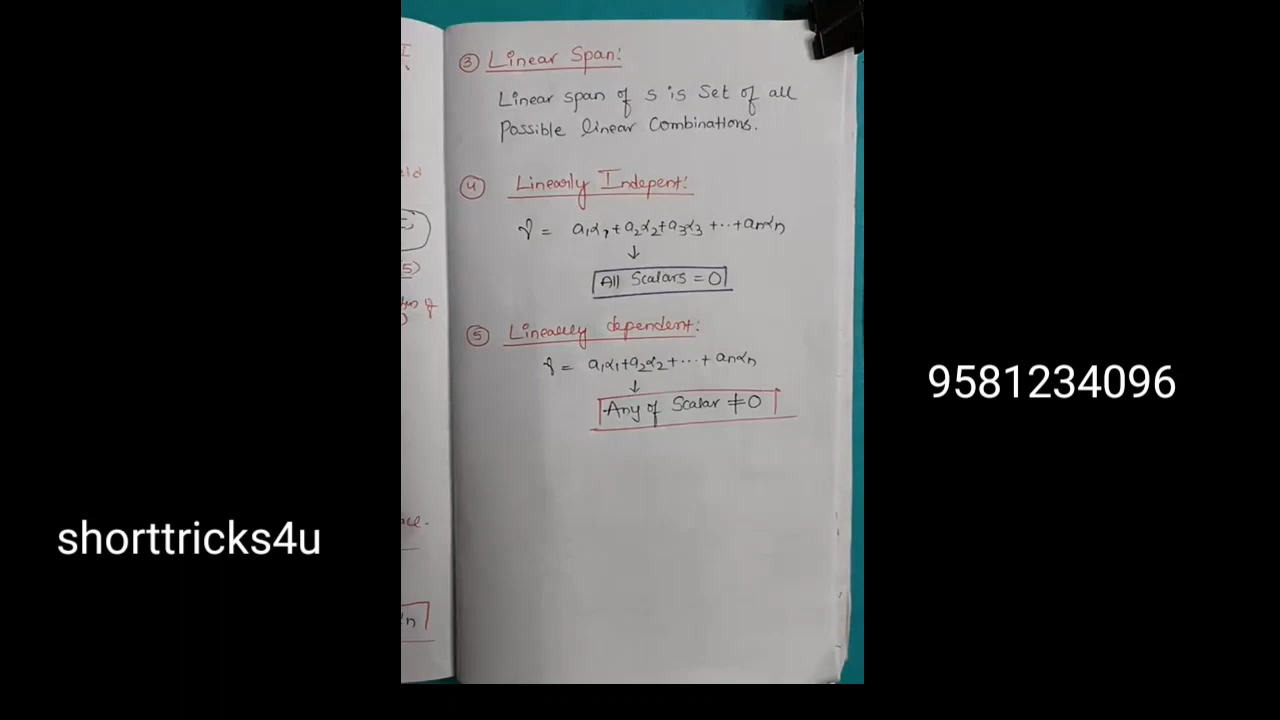 ③ Linear Span:
Linear span of s is Set of all
Possible linear Combinations.
④ Linearly Indepent:
γ = a₁α₁+a₂α₂+a₃α₃ +..+anαn
↓
All Scalars = 0
⑤ Linearly dependent:
γ = a₁α₁+a₂α₂+...+ anαn
↓
Any of Scalar ≠0
9581234096
shorttricks4u